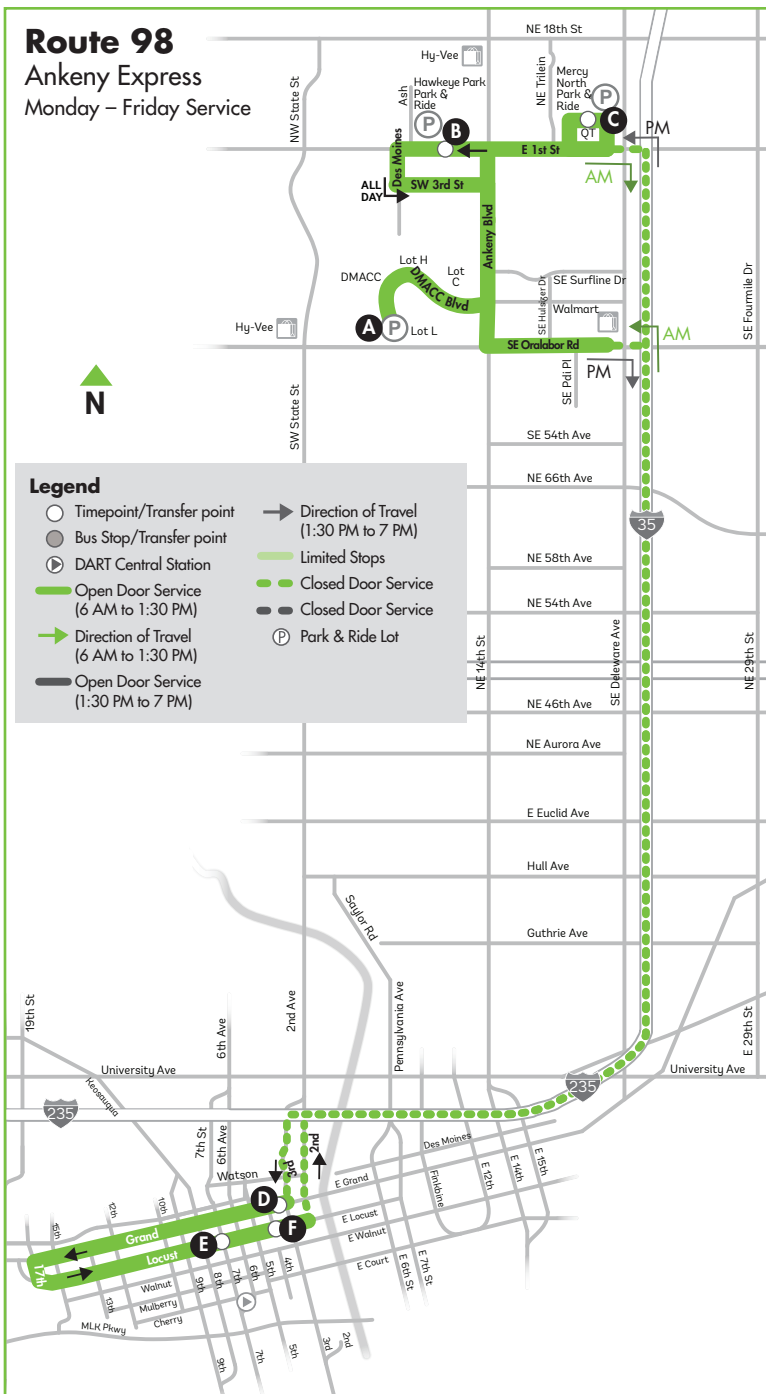 Route 98
Ankeny Express
Monday – Friday Service
NE 18th St
Hy-Vee
Hawkeye Park
Park &
Ride
P
B
Ash
NE Trilein
Mercy
North
Park &
Ride
P
C
QT
PM
NW State St
Des Moines
E 1st St
ALL
DAY
SW 3rd St
AM
Ankeny Blvd
Lot H
DMACC
Lot
C
DMACC Blvd
SE Surfline Dr
SE Hulsizer Dr
Walmart
SE Fourmile Dr
Hy-Vee
A
P
Lot L
SE Oralabor Rd
AM
PM
SE Pdi Pl
N
SW State St
SE 54th Ave
NE 66th Ave
35
NE 58th Ave
NE 54th Ave
NE 14th St
SE Deleware Ave
NE 29th St
NE 46th Ave
NE Aurora Ave
E Euclid Ave
Hull Ave
Guthrie Ave
Legend
Timepoint/Transfer point
Bus Stop/Transfer point
DART Central Station
Open Door Service
(6 AM to 1:30 PM)
Direction of Travel
(6 AM to 1:30 PM)
Open Door Service
(1:30 PM to 7 PM)
Direction of Travel
(1:30 PM to 7 PM)
Limited Stops
Closed Door Service
Closed Door Service
P
Park & Ride Lot
Saylor Rd
19th St
6th Ave
2nd Ave
Pennsylvania Ave
E 29th St
University Ave
University Ave
Keosauqua
235
235
7th St
6th Ave
Watson
3rd
2nd
Des Moines
E Grand
Finkbine
E 12th
E 14th
E 15th
D
E
F
E Locust
E Walnut
E Court
E 6th St
E 7th St
15th
12th
10th
Grand
Locust
17th
Walnut
13th
Mulberry
Cherry
MLK Pkwy
9th
8th
7th
6th
5th
4th
9th
7th
5th
3rd
2nd